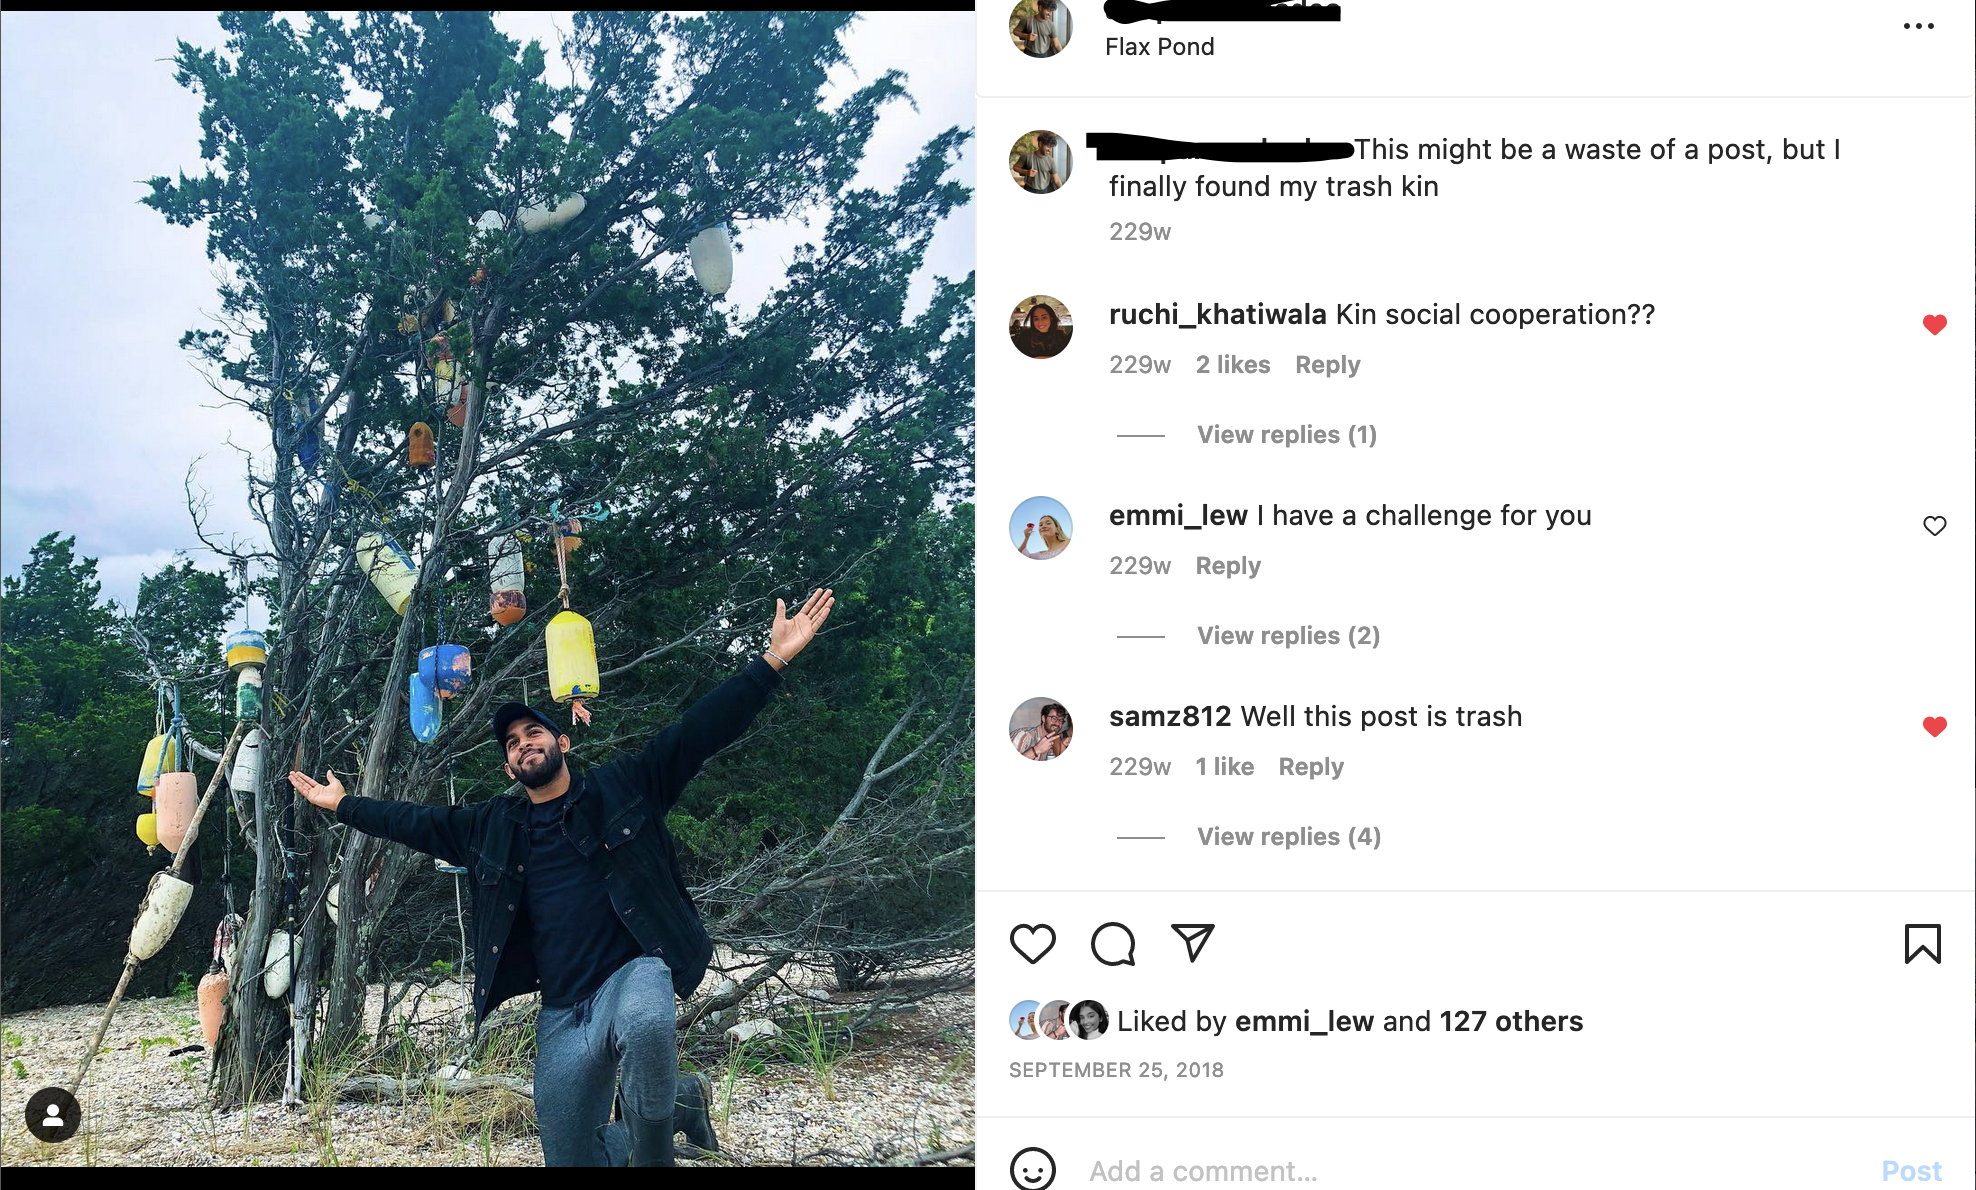 Flax Pond
This might be a waste of a post, but I
finally found my trash kin
229w
ruchi_khatiwala Kin social cooperation??
229w 2 likes Reply
View replies (1)
emmi_lew I have a challenge for you
229w Reply
View replies (2)
samz812 Well this post is trash
229w 1 like Reply
View replies (4)
Liked by emmi_lew and 127 others
SEPTEMBER 25, 2018
Add a comment...
Post